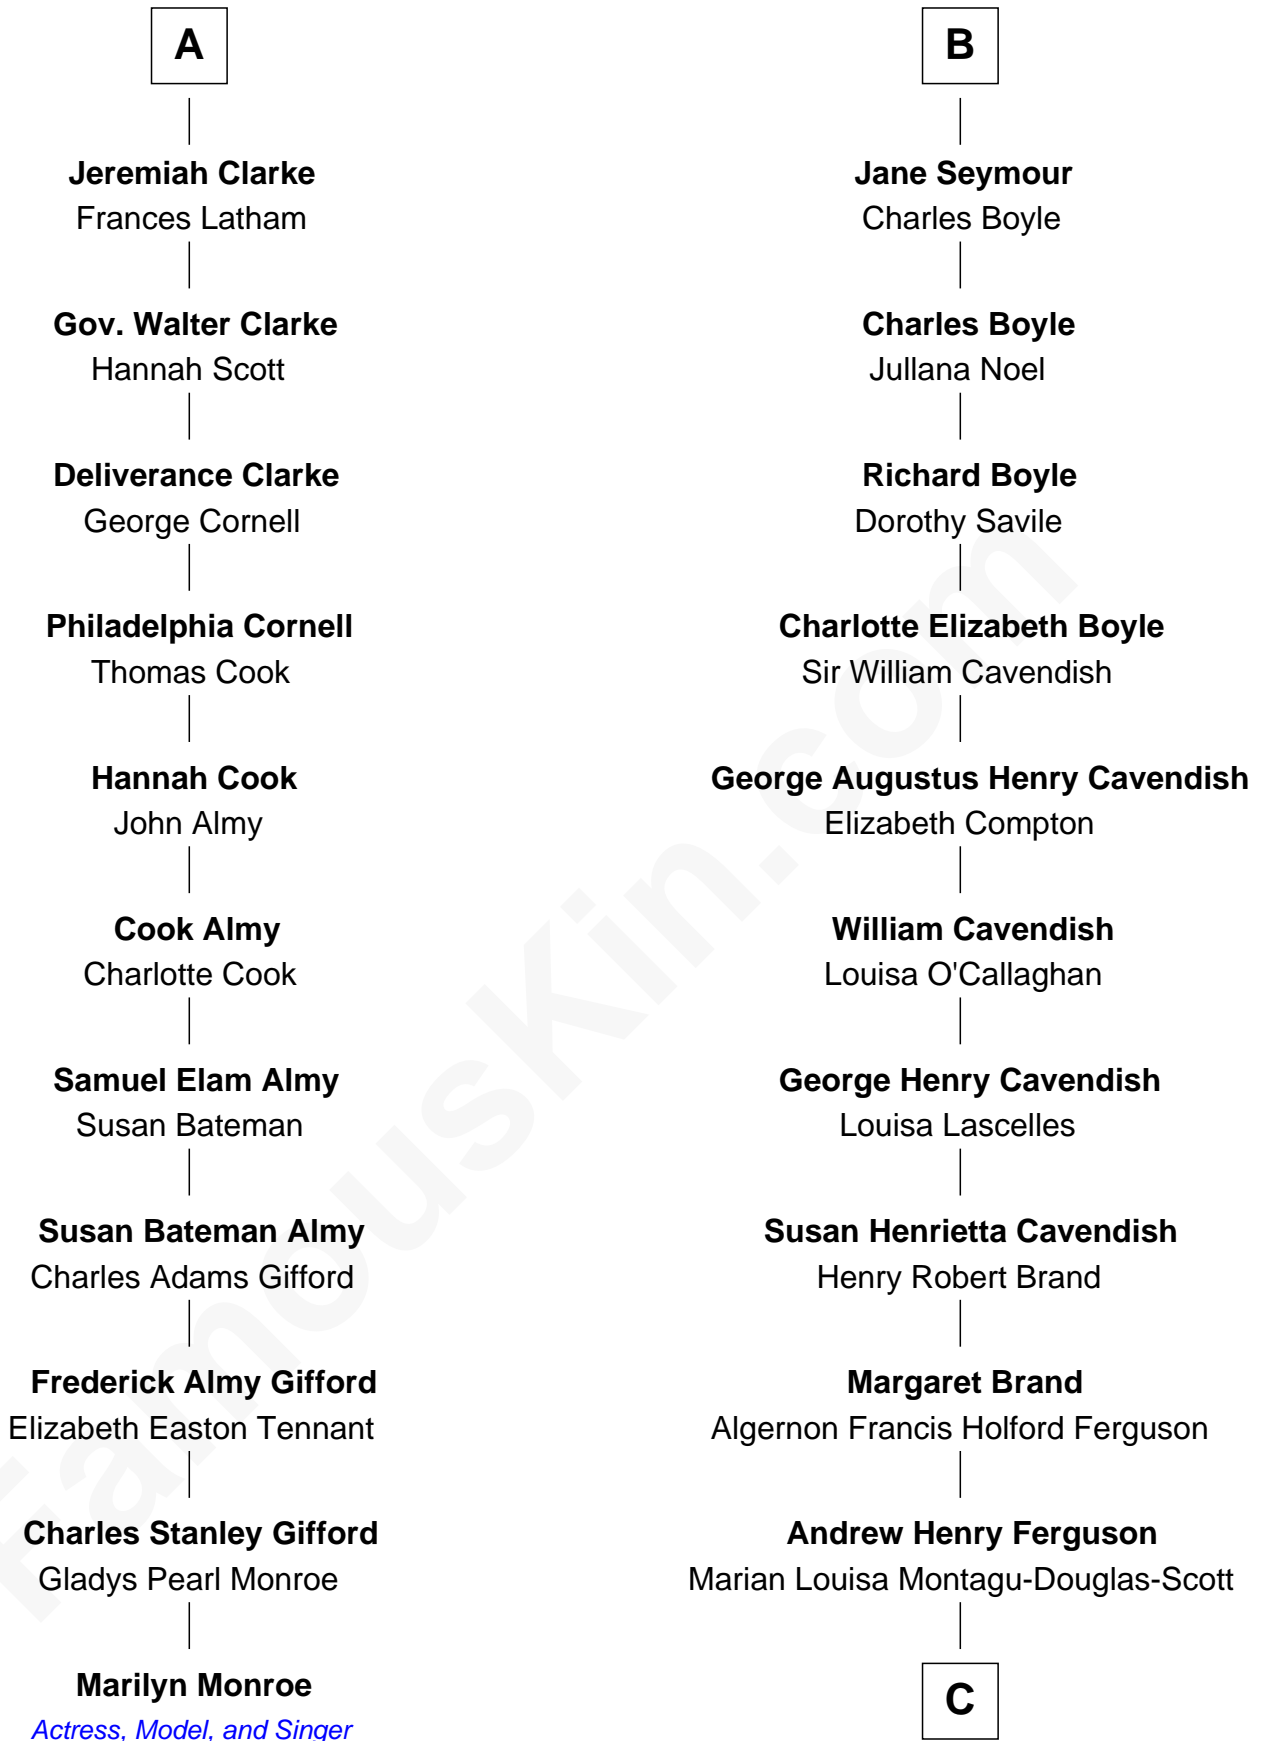 A
Jeremiah Clarke
Frances Latham
Gov. Walter Clarke
Hannah Scott
Deliverance Clarke
George Cornell
Philadelphia Cornell
Thomas Cook
Hannah Cook
John Almy
Cook Almy
Charlotte Cook
Samuel Elam Almy
Susan Bateman
Susan Bateman Almy
Charles Adams Gifford
Frederick Almy Gifford
Elizabeth Easton Tennant
Charles Stanley Gifford
Gladys Pearl Monroe
Marilyn Monroe
Actress, Model, and Singer
B
Jane Seymour
Charles Boyle
Charles Boyle
Jullana Noel
Richard Boyle
Dorothy Savile
Charlotte Elizabeth Boyle
Sir William Cavendish
George Augustus Henry Cavendish
Elizabeth Compton
William Cavendish
Louisa O'Callaghan
George Henry Cavendish
Louisa Lascelles
Susan Henrietta Cavendish
Henry Robert Brand
Margaret Brand
Algernon Francis Holford Ferguson
Andrew Henry Ferguson
Marian Louisa Montagu-Douglas-Scott
C
FamousKin.com